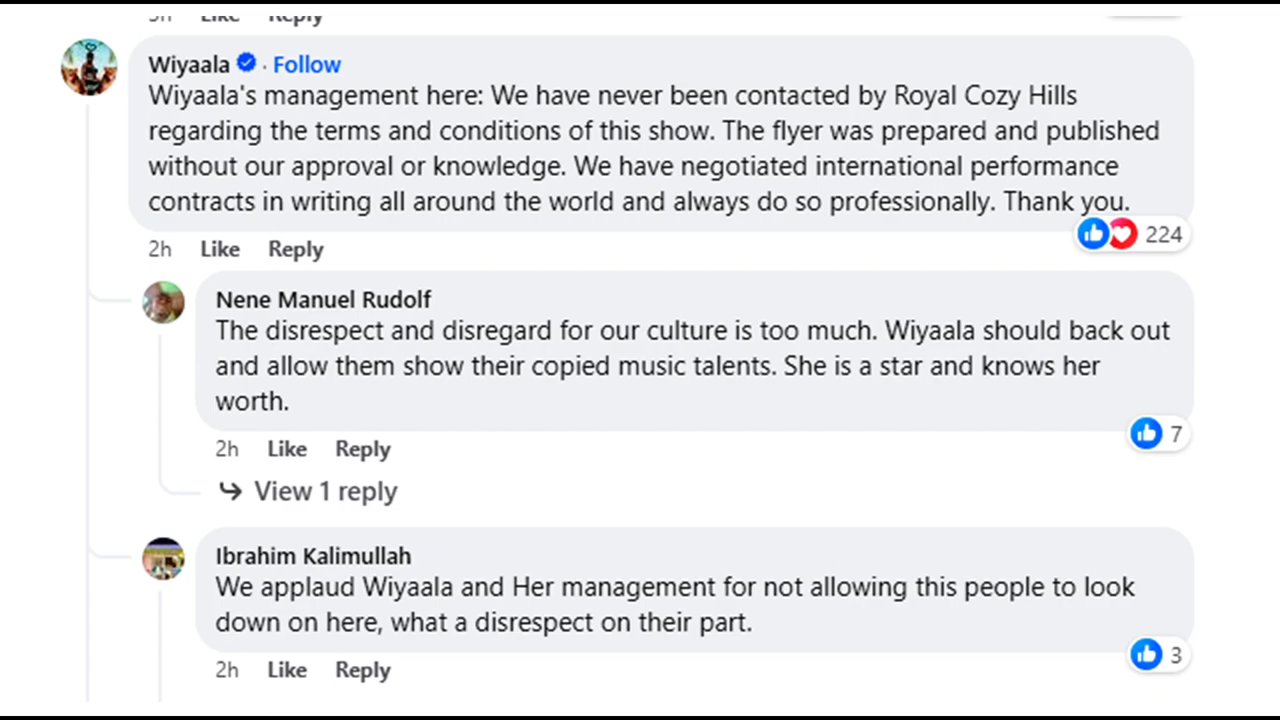 Wiyaala · Follow
Wiyaala's management here: We have never been contacted by Royal Cozy Hills
regarding the terms and conditions of this show. The flyer was prepared and published
without our approval or knowledge. We have negotiated international performance
contracts in writing all around the world and always do so professionally. Thank you.
224
2h Like Reply
Nene Manuel Rudolf
The disrespect and disregard for our culture is too much. Wiyaala should back out
and allow them show their copied music talents. She is a star and knows her
worth.
7
2h Like Reply
View 1 reply
Ibrahim Kalimullah
We applaud Wiyaala and Her management for not allowing this people to look
down on here, what a disrespect on their part.
3
2h Like Reply